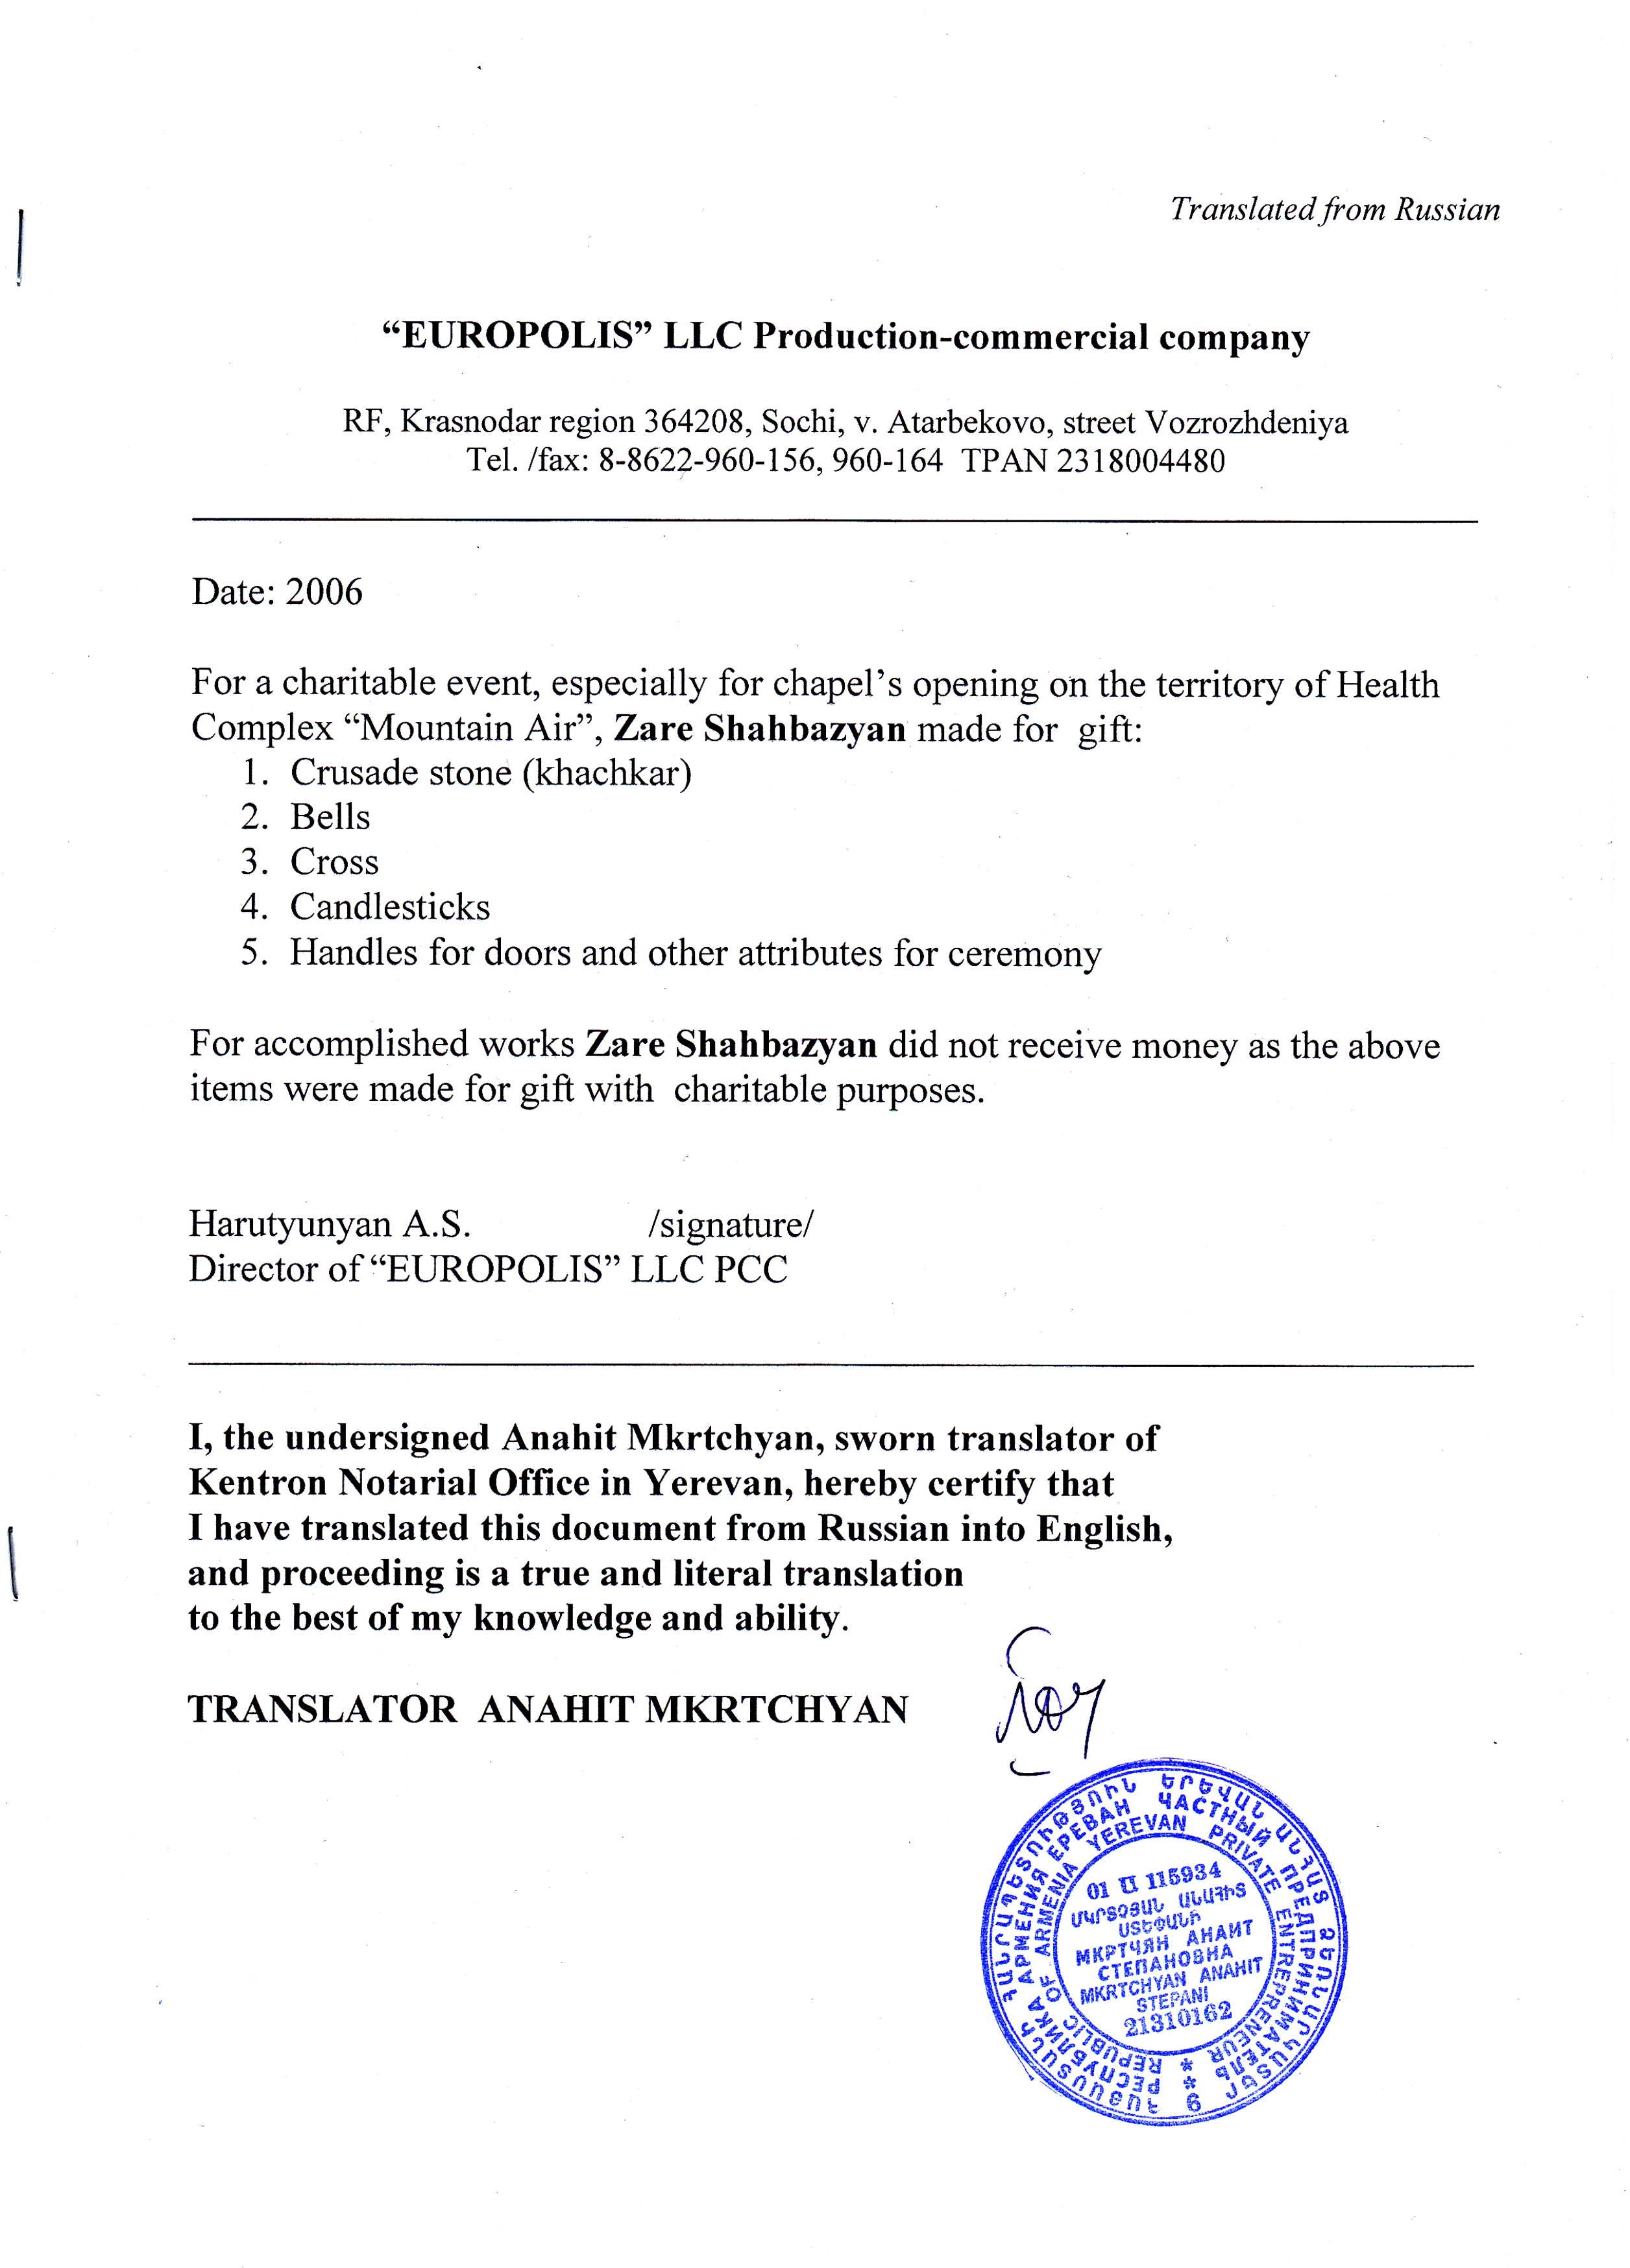 Translated from Russian
“EUROPOLIS” LLC Production-commercial company
RF, Krasnodar region 364208, Sochi, v. Atarbekovo, street Vozrozhdeniya
Tel. /fax: 8-8622-960-156, 960-164 TPAN 2318004480
Date: 2006
For a charitable event, especially for chapel’s opening on the territory of Health
Complex “Mountain Air”, Zare Shahbazyan made for gift:
1. Crusade stone (khachkar)
2. Bells
3. Cross
4. Candlesticks
5. Handles for doors and other attributes for ceremony
For accomplished works Zare Shahbazyan did not receive money as the above
items were made for gift with charitable purposes.
Harutyunyan A.S. /signature/
Director of “EUROPOLIS” LLC PCC
I, the undersigned Anahit Mkrtchyan, sworn translator of
Kentron Notarial Office in Yerevan, hereby certify that
I have translated this document from Russian into English,
and proceeding is a true and literal translation
to the best of my knowledge and ability.
TRANSLATOR ANAHIT MKRTCHYAN
ՀԱՅԱՍՏԱՆԻ ՀԱՆՐԱՊԵՏՈՒԹՅՈՒՆ ԵՐԵՎԱՆ ԱՆՀԱՏ ՁԵՌՆԱՐԿԱՏԵՐ 9
РЕСПУБЛИКА АРМЕНИЯ ЕРЕВАН ЧАСТНЫЙ ПРЕДПРИНИМАТЕЛЬ *
REPUBLIC OF ARMENIA YEREVAN PRIVATE ENTREPRENEUR *
01 Ա 115934
ՄԿՐՏՉՅԱՆ ԱՆԱՀԻՏ
ՍՏԵՓԱՆԻ
МКРТЧЯН АНАИТ
СТЕПАНОВНА
MKRTCHYAN ANAHIT
STEPANI
21310162